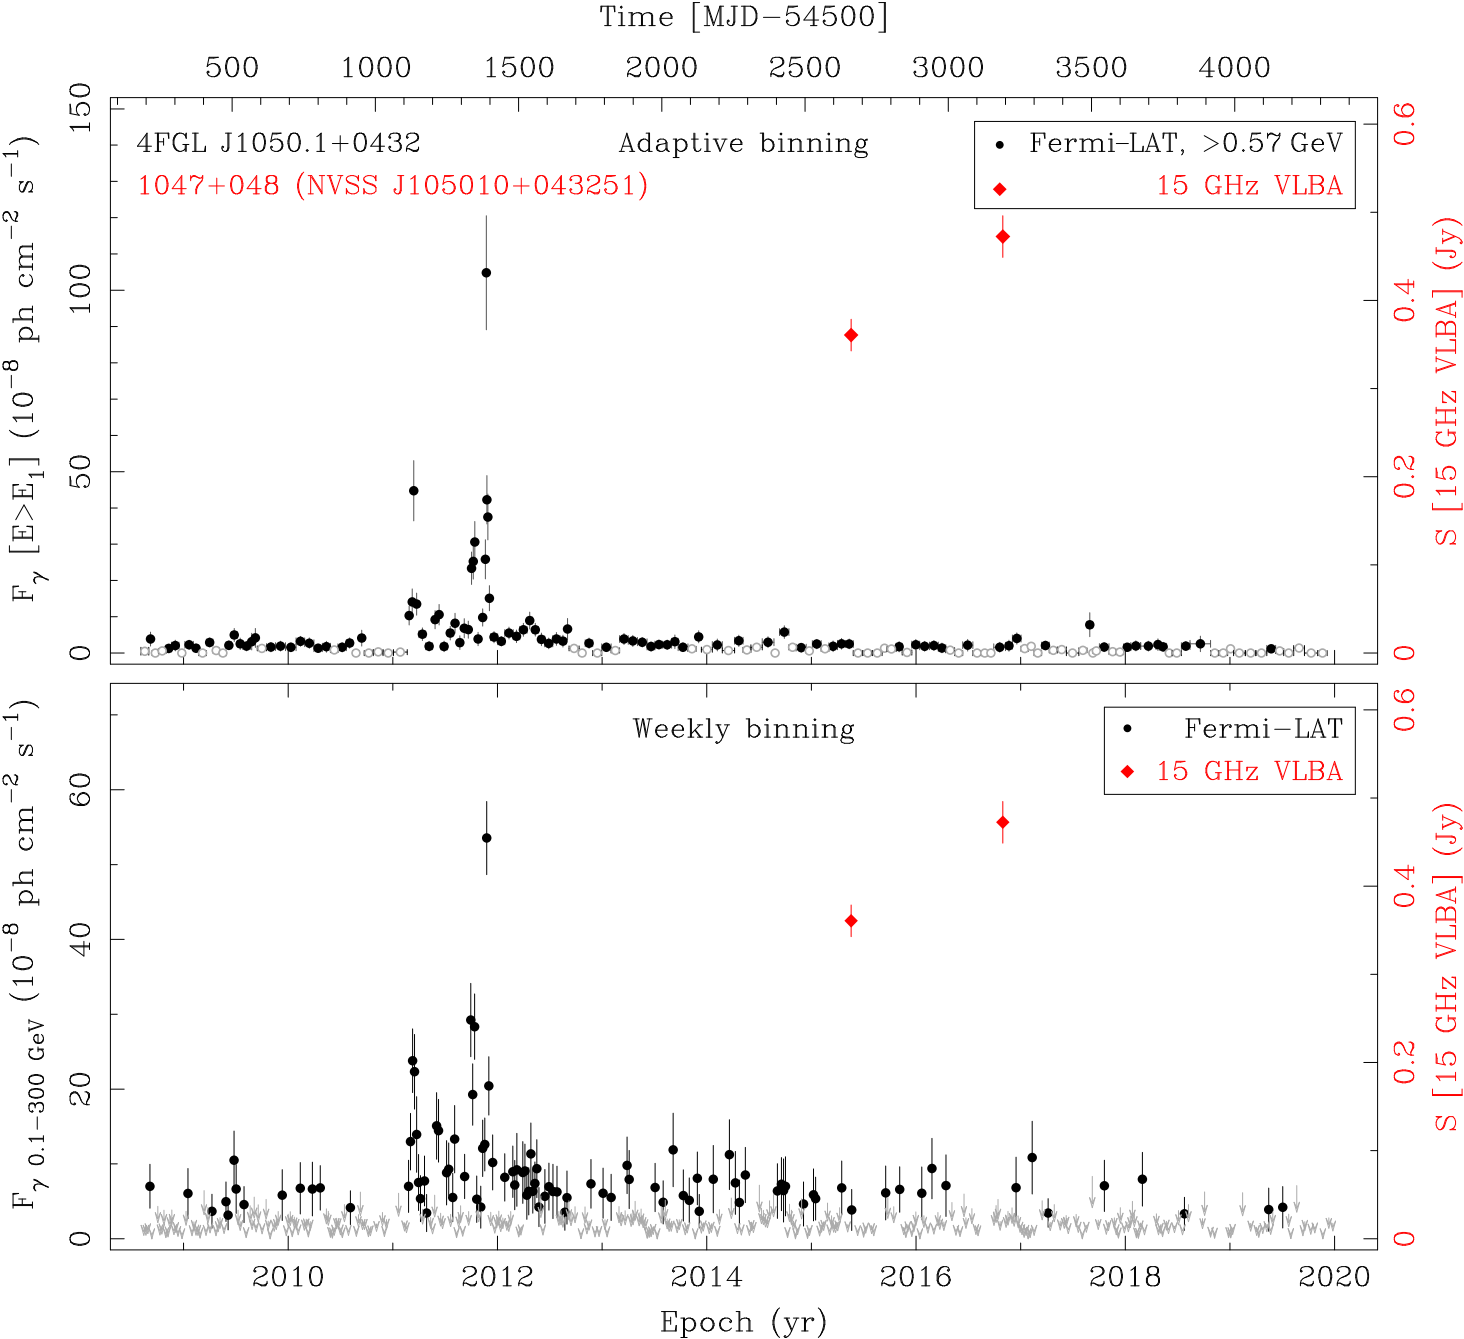 Time [MJD−54500]
500 1000 1500 2000 2500 3000 3500 4000
4FGL J1050.1+0432
1047+048 (NVSS J105010+043251)
Adaptive binning
Fermi−LAT, >0.57 GeV
15 GHz VLBA
0 50 100 150
Fγ [E>E1] (10−8 ph cm−2 s−1)
0 0.2 0.4 0.6
S [15 GHz VLBA] (Jy)
Weekly binning
Fermi−LAT
15 GHz VLBA
0 20 40 60
Fγ 0.1−300 GeV (10−8 ph cm−2 s−1)
0 0.2 0.4 0.6
S [15 GHz VLBA] (Jy)
2010 2012 2014 2016 2018 2020
Epoch (yr)